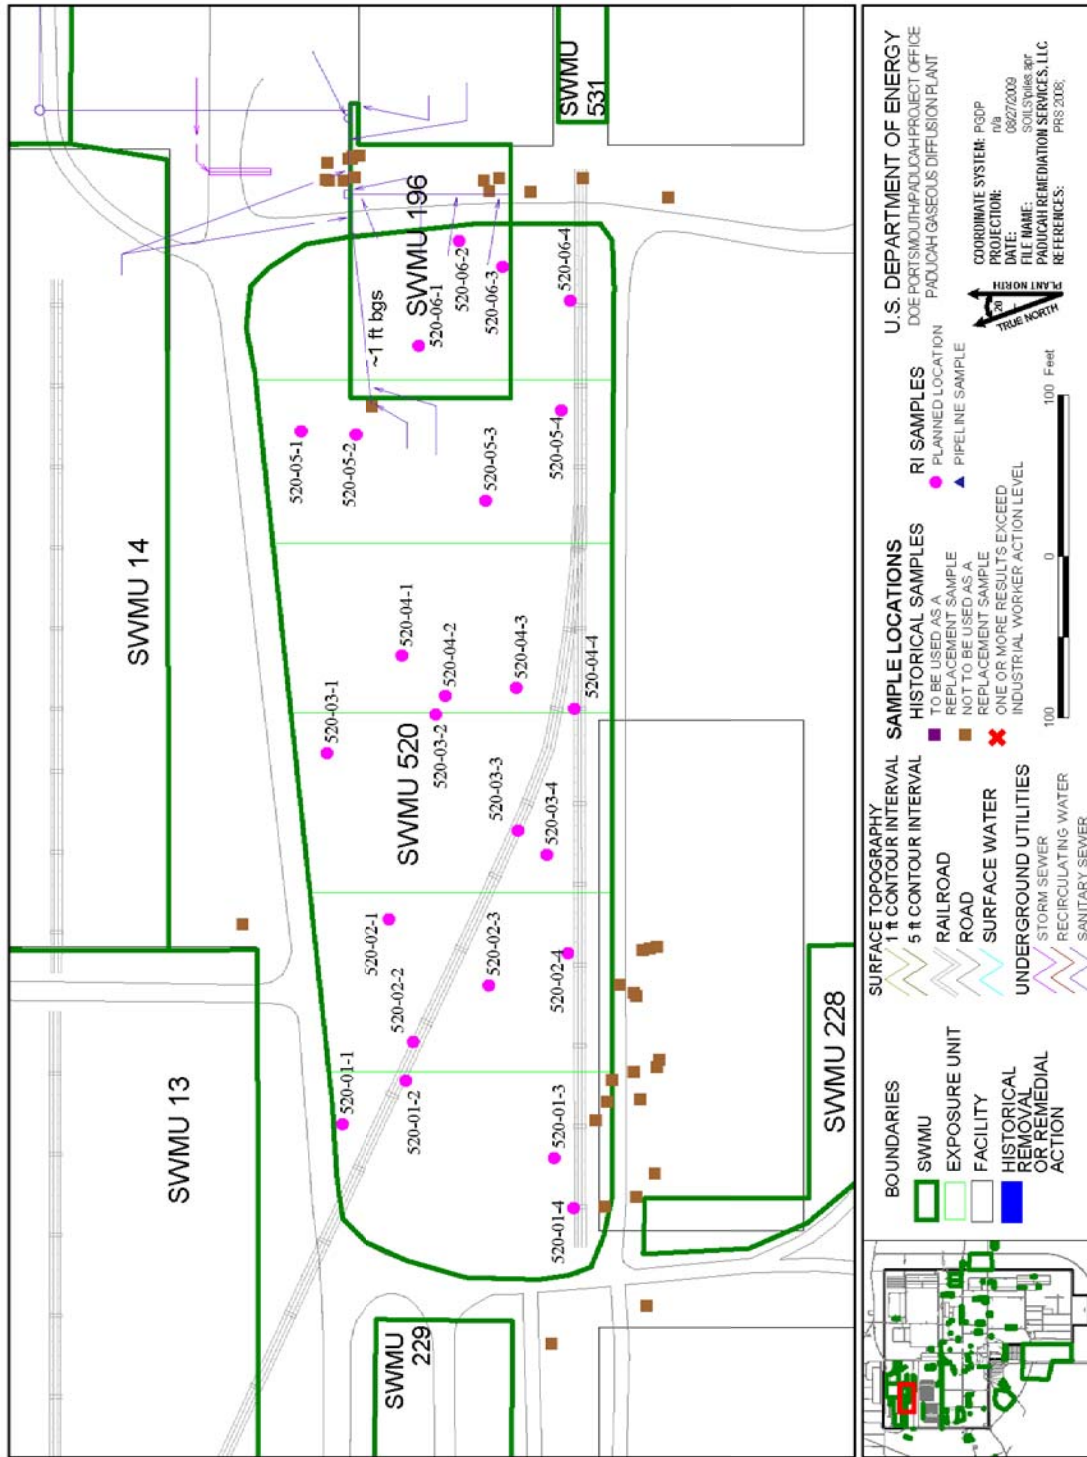 SWMU 13
SWMU 14
SWMU
229
SWMU 520
SWMU 196
SWMU
531
SWMU 228
~1 ft bgs
520-01-1
520-01-2
520-01-3
520-01-4
520-02-1
520-02-2
520-02-3
520-02-4
520-03-1
520-03-2
520-03-3
520-03-4
520-04-1
520-04-2
520-04-3
520-04-4
520-05-1
520-05-2
520-05-3
520-05-4
520-06-1
520-06-2
520-06-3
520-06-4
BOUNDARIES
SWMU
EXPOSURE UNIT
FACILITY
HISTORICAL
REMOVAL
OR REMEDIAL
ACTION
SURFACE TOPOGRAPHY
1 ft CONTOUR INTERVAL
5 ft CONTOUR INTERVAL
RAILROAD
ROAD
SURFACE WATER
UNDERGROUND UTILITIES
STORM SEWER
RECIRCULATING WATER
SANITARY SEWER
SAMPLE LOCATIONS
HISTORICAL SAMPLES
TO BE USED AS A
REPLACEMENT SAMPLE
NOT TO BE USED AS A
REPLACEMENT SAMPLE
ONE OR MORE RESULTS EXCEED
INDUSTRIAL WORKER ACTION LEVEL
RI SAMPLES
PLANNED LOCATION
PIPELINE SAMPLE
100 0 100 Feet
U.S. DEPARTMENT OF ENERGY
DOE PORTSMOUTH/PADUCAH PROJECT OFFICE
PADUCAH GASEOUS DIFFUSION PLANT
TRUE NORTH
20
PLANT NORTH
COORDINATE SYSTEM: PGDP
PROJECTION: n/a
DATE: 08/27/2009
FILE NAME:
PADUCAH REMEDIATION SERVICES, LLC
REFERENCES: PRS 2008;